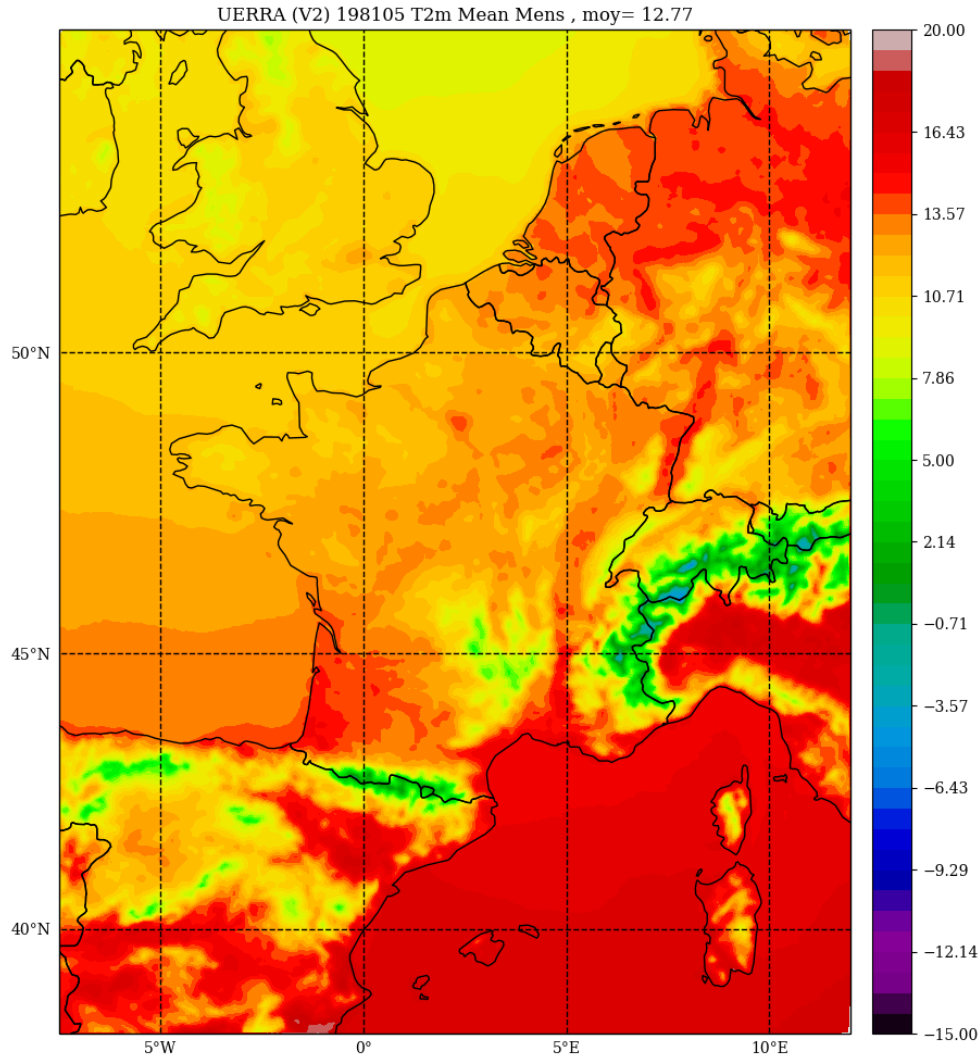 UERRA (V2) 198105 T2m Mean Mens , moy= 12.77
20.00
16.43
13.57
10.71
7.86
5.00
2.14
−0.71
−3.57
−6.43
−9.29
−12.14
−15.00
50°N
45°N
40°N
5°W
0°
5°E
10°E